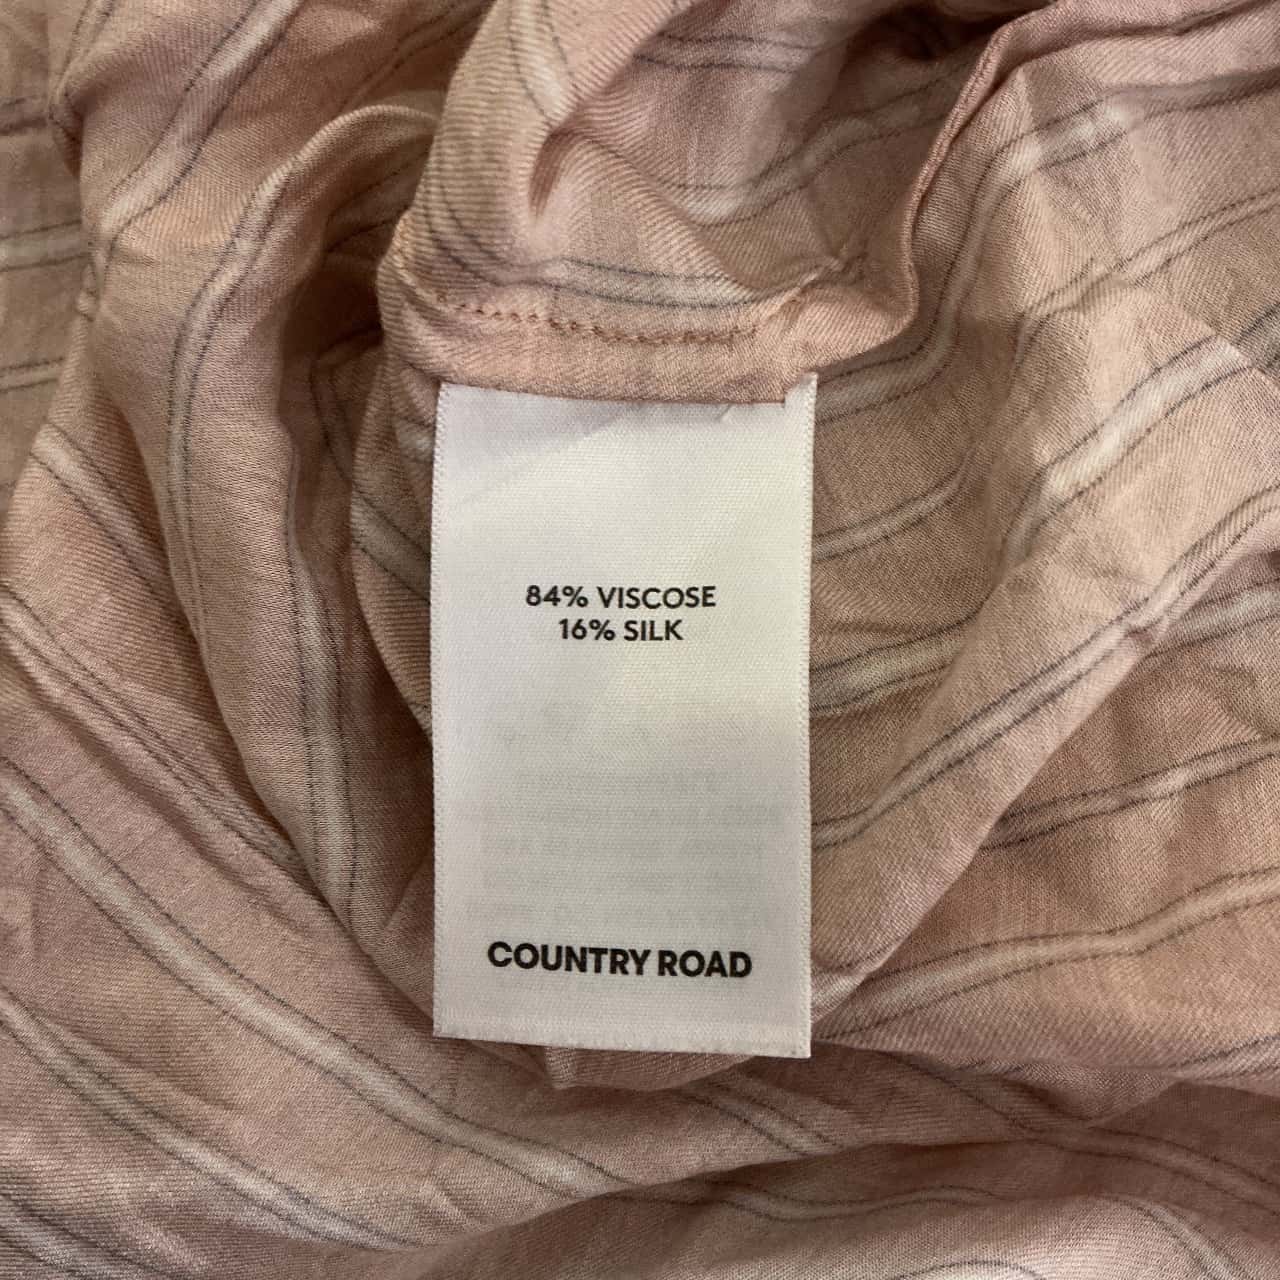 84% VISCOSE
16% SILK
COUNTRY ROAD